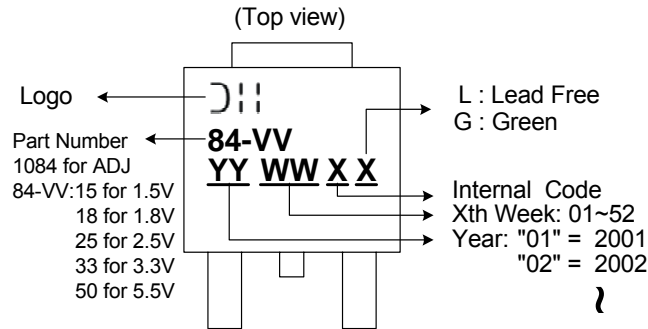 (Top view)
Logo
Part Number
1084 for ADJ
84-VV:15 for 1.5V
18 for 1.8V
25 for 2.5V
33 for 3.3V
50 for 5.5V
84-VV
YY WW X X
L : Lead Free
G : Green
Internal Code
Xth Week: 01~52
Year: "01" = 2001
"02" = 2002
~